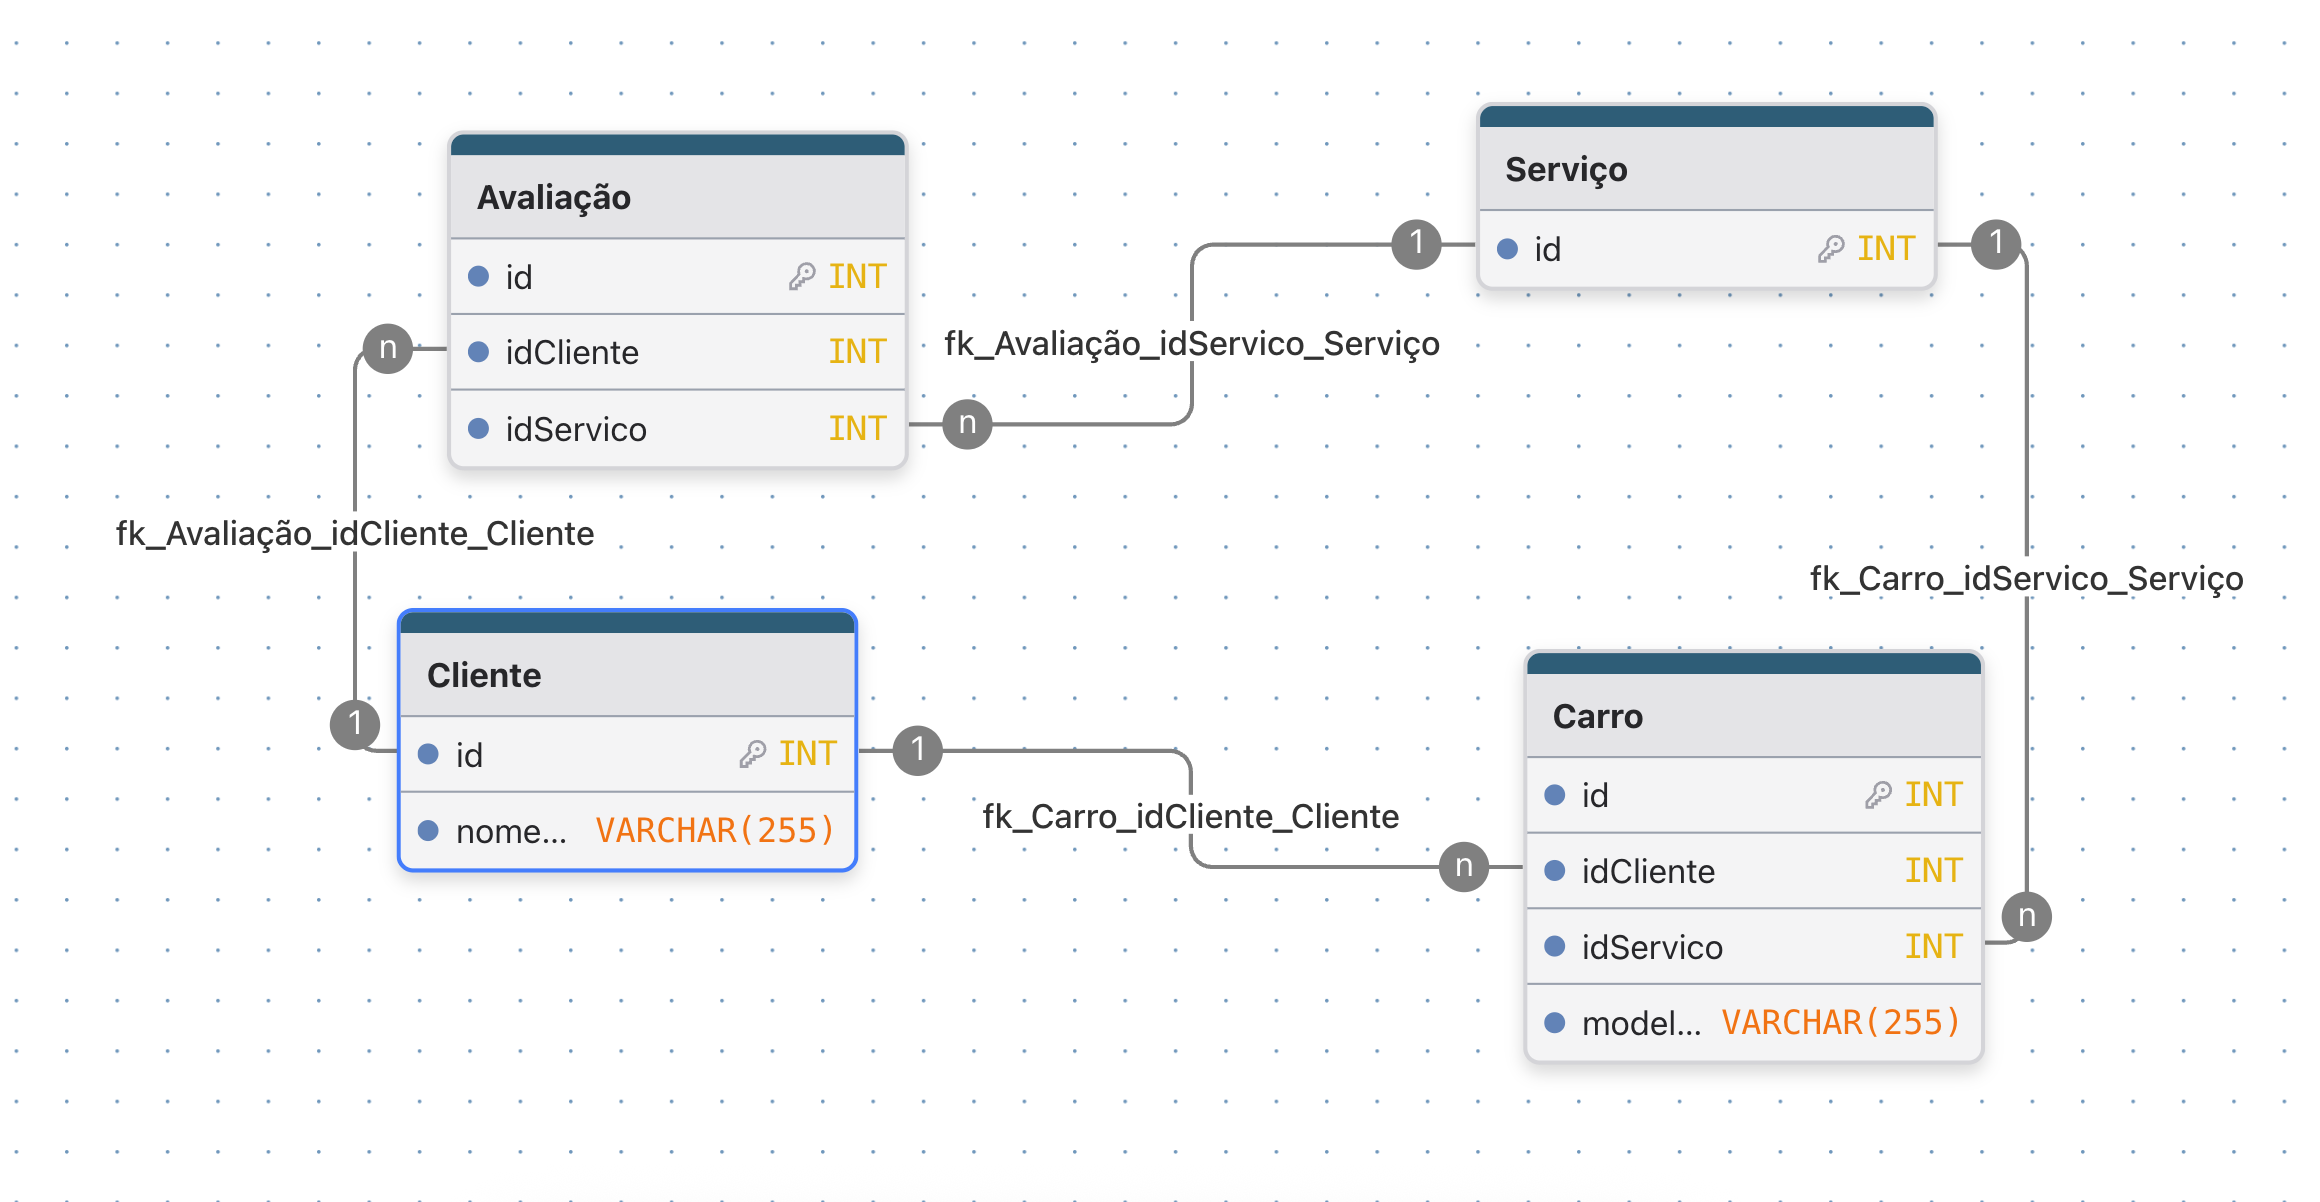 Avaliação
id INT
idCliente INT
idServico INT
fk_Avaliação_idCliente_Cliente
n
1
fk_Avaliação_idServico_Serviço
n
1
Serviço
id INT
1
fk_Carro_idServico_Serviço
n
Cliente
id INT
nome... VARCHAR(255)
1
fk_Carro_idCliente_Cliente
n
Carro
id INT
idCliente INT
idServico INT
model... VARCHAR(255)